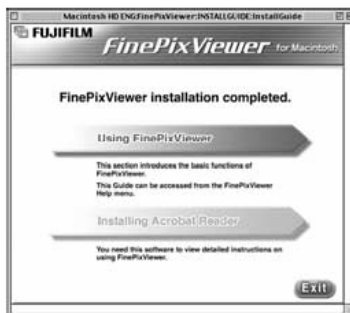 Macintosh HD ENG:FinePixViewer:INSTALLGUIDE:InstallGuide
FUJIFILM
FinePixViewer for Macintosh
FinePixViewer installation completed.
Using FinePixViewer
This section introduces the basic functions of
FinePixViewer.
This Guide can be accessed from the FinePixViewer
Help menu.
Installing Acrobat Reader
You need this software to view detailed instructions on
using FinePixViewer.
Exit